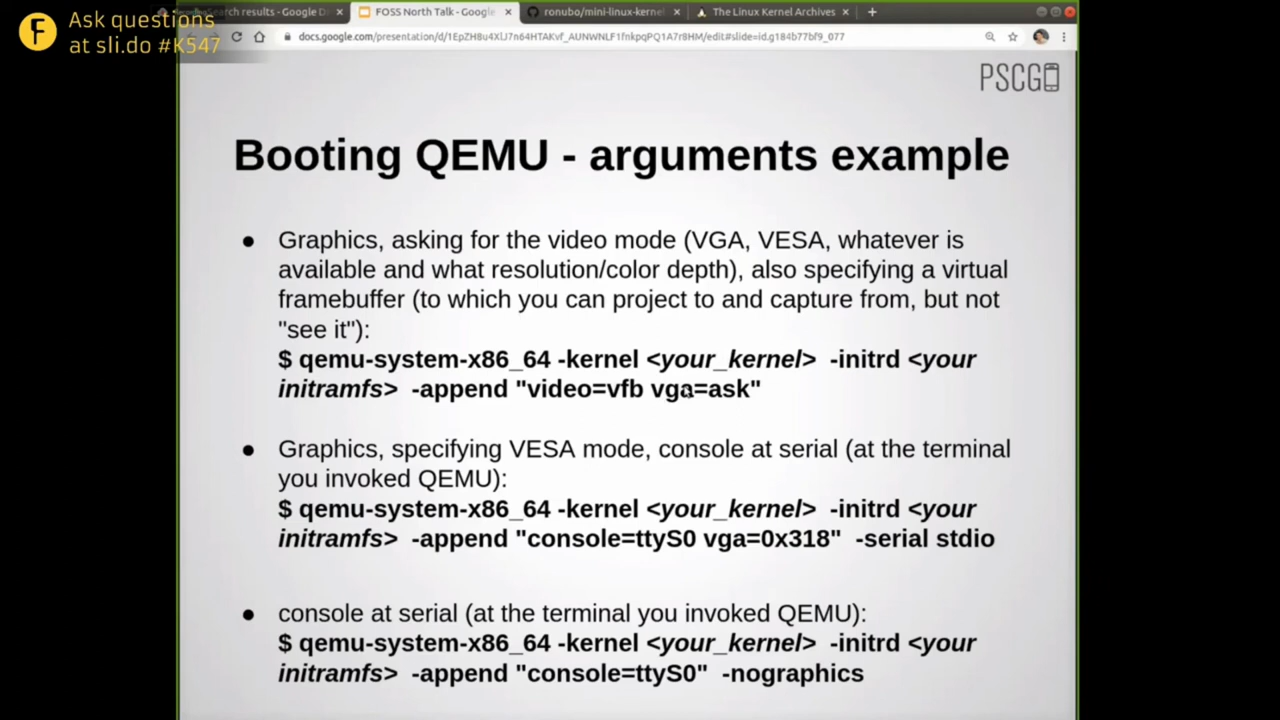 Ask questions
at sli.do #K547
Search results - Google D
FOSS North Talk - Google
ronubo/mini-linux-kernel
The Linux Kernel Archives
docs.google.com/presentation/d/1EpZH8u4XlJ7n64HTAKvf_AUNWNLF1fnkpqPQ1A7r8HM/edit#slide=id.g184b77bf9_077
PSCG
Booting QEMU - arguments example
● Graphics, asking for the video mode (VGA, VESA, whatever is
available and what resolution/color depth), also specifying a virtual
framebuffer (to which you can project to and capture from, but not
"see it"):
$ qemu-system-x86_64 -kernel <your_kernel> -initrd <your
initramfs> -append "video=vfb vga=ask"
● Graphics, specifying VESA mode, console at serial (at the terminal
you invoked QEMU):
$ qemu-system-x86_64 -kernel <your_kernel> -initrd <your
initramfs> -append "console=ttyS0 vga=0x318" -serial stdio
● console at serial (at the terminal you invoked QEMU):
$ qemu-system-x86_64 -kernel <your_kernel> -initrd <your
initramfs> -append "console=ttyS0" -nographics